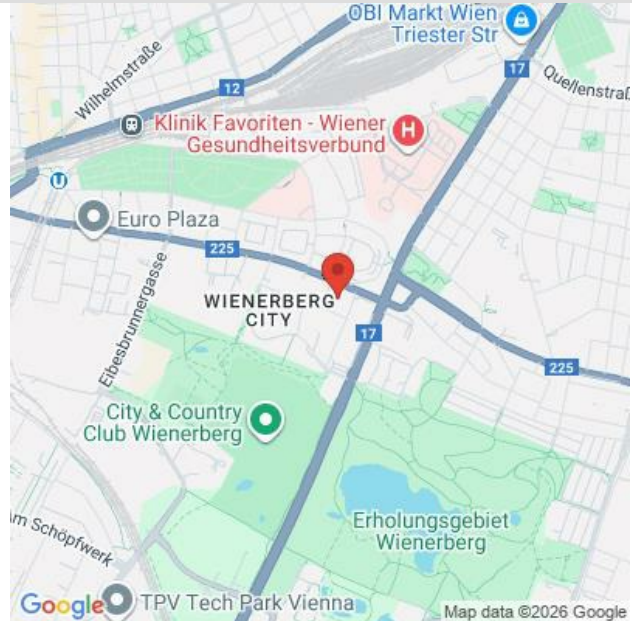 OBI Markt Wien
Triester Str
17
Wilhelmstraße
12
Quellenstraß
Klinik Favoriten - Wiener
Gesundheitsverbund
H
U
Euro Plaza
225
WIENERBERG
CITY
17
225
Eibesbrunnergasse
City & Country
Club Wienerberg
Erholungsgebiet
Wienerberg
Am Schöpfwerk
Google
TPV Tech Park Vienna
Map data ©2026 Google